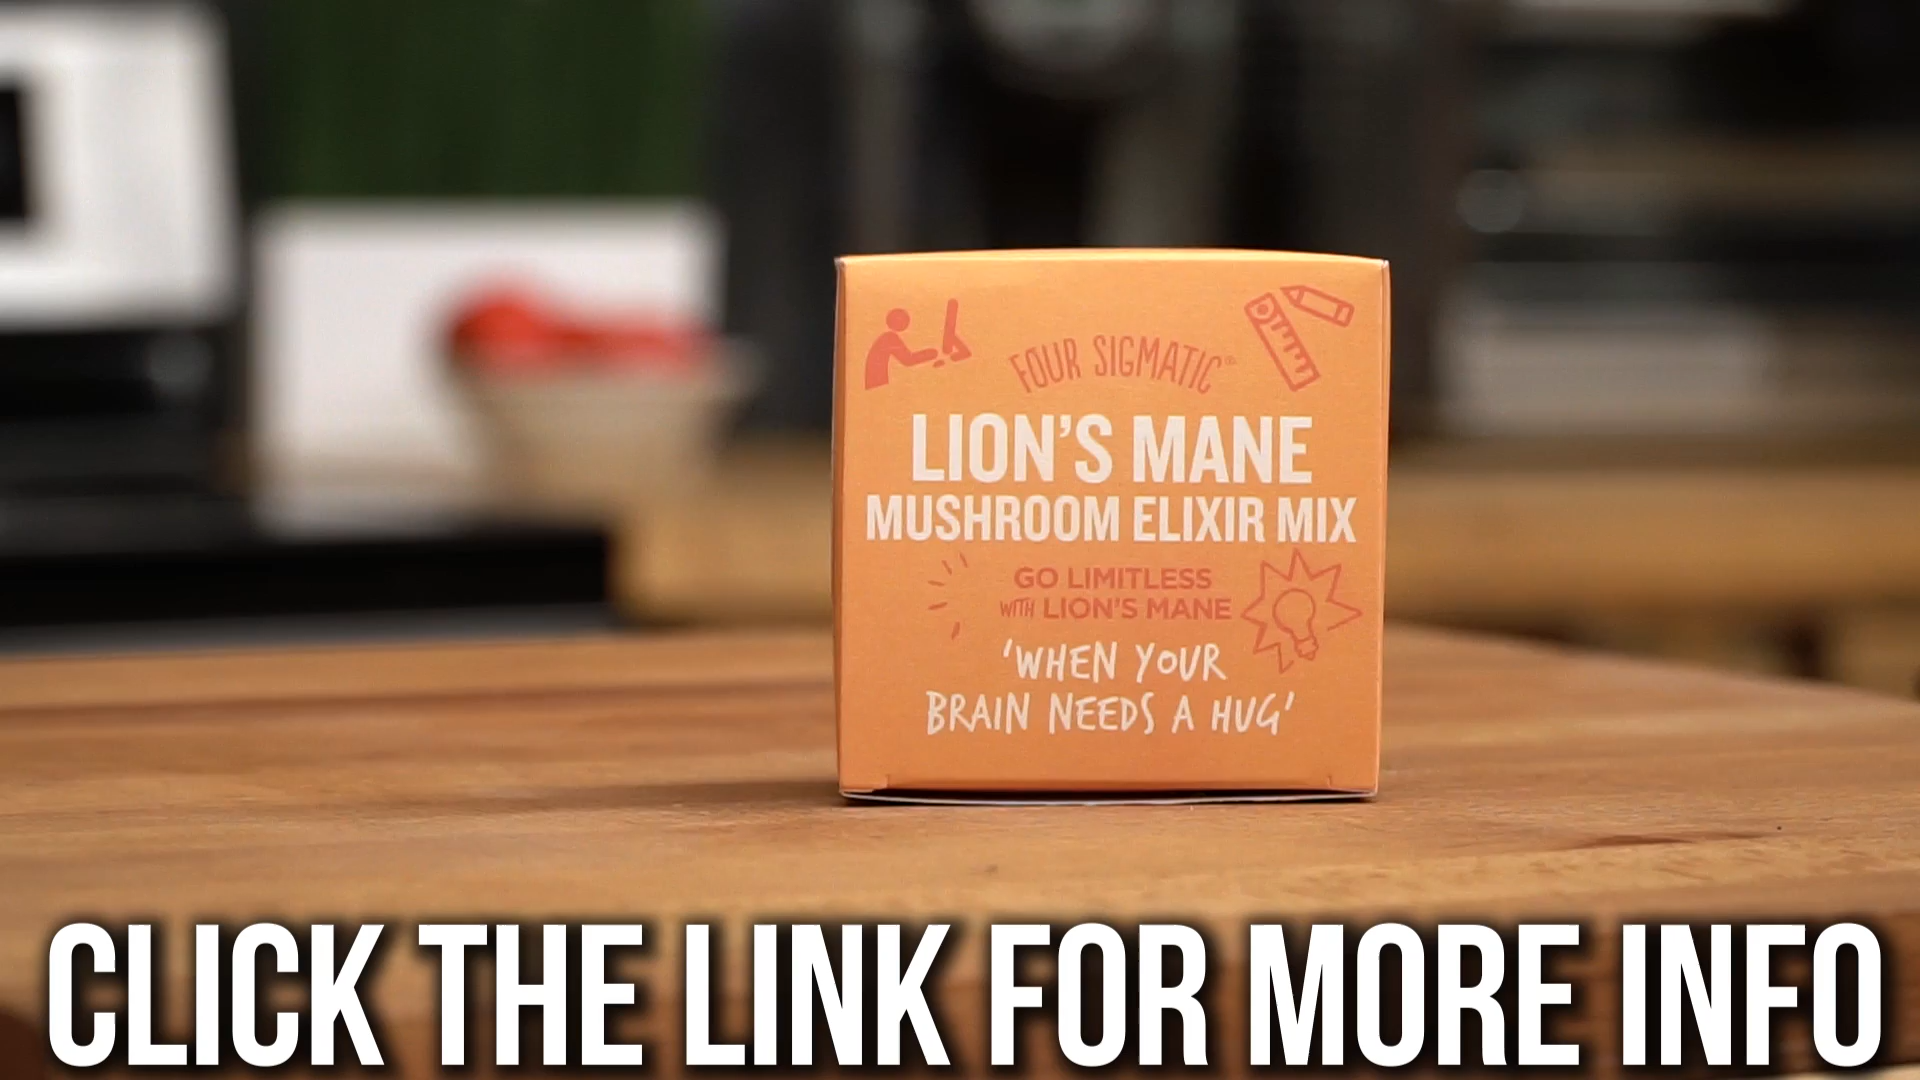 FOUR SIGMATIC®
LION'S MANE
MUSHROOM ELIXIR MIX
GO LIMITLESS
WITH LION'S MANE
'WHEN YOUR
BRAIN NEEDS A HUG'
CLICK THE LINK FOR MORE INFO